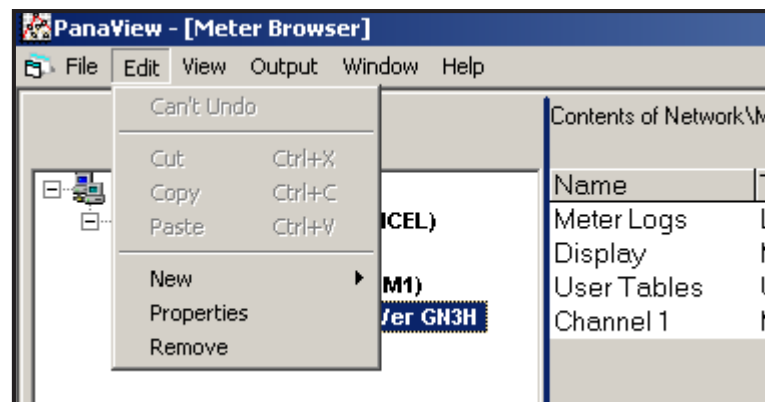 PanaView - [Meter Browser]
File Edit View Output Window Help
Can't Undo
Cut Ctrl+X
Copy Ctrl+C
Paste Ctrl+V
New
Properties
Remove
ICEL)
M1)
/er GN3H
Contents of Network\M
Name
Meter Logs
Display
User Tables
Channel 1